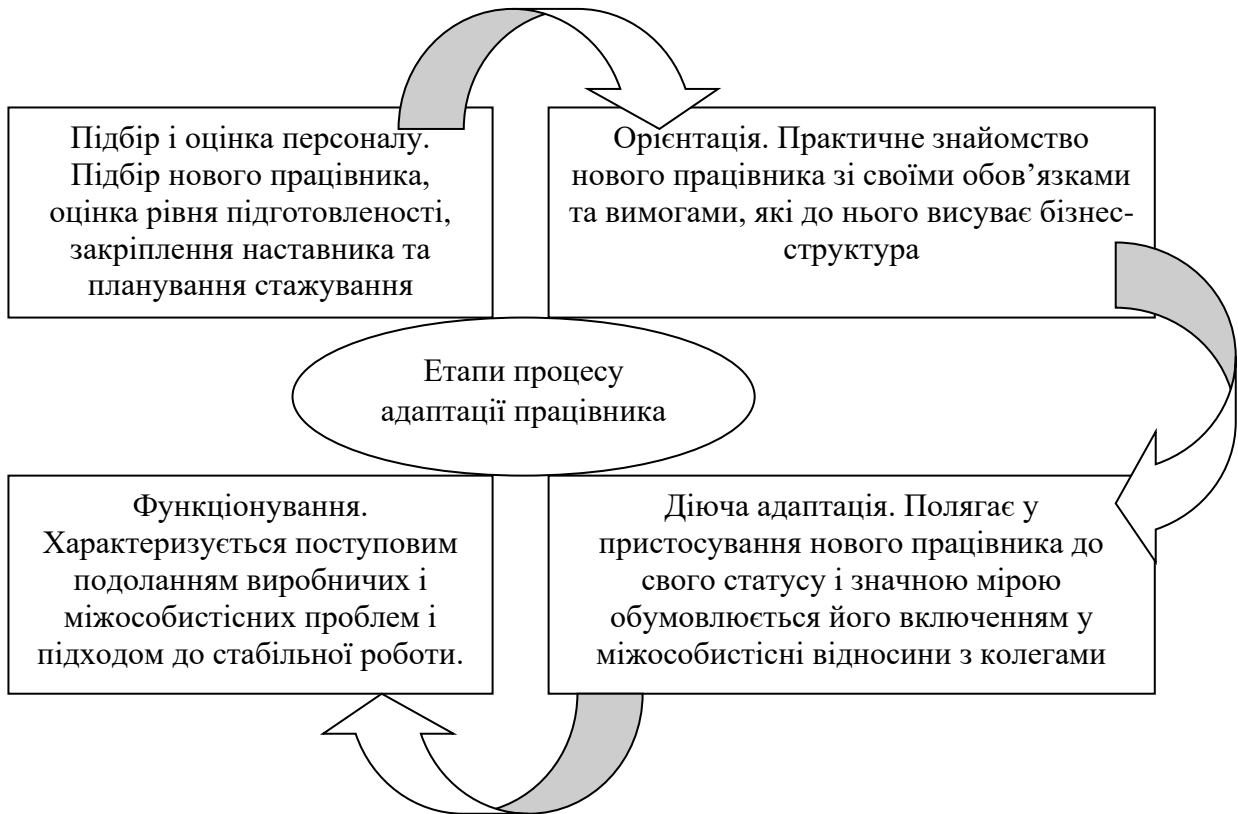 Підбір і оцінка персоналу.
Підбір нового працівника,
оцінка рівня підготовленості,
закріплення наставника та
планування стажування
Орієнтація. Практичне знайомство
нового працівника зі своїми обов’язками
та вимогами, які до нього висуває бізнес-
структура
Етапи процесу
адаптації працівника
Діюча адаптація. Полягає у
пристосування нового працівника до
свого статусу і значною мірою
обумовлюється його включенням у
міжособистісні відносини з колегами
Функціонування.
Характеризується поступовим
подоланням виробничих і
міжособистісних проблем і
підходом до стабільної роботи.